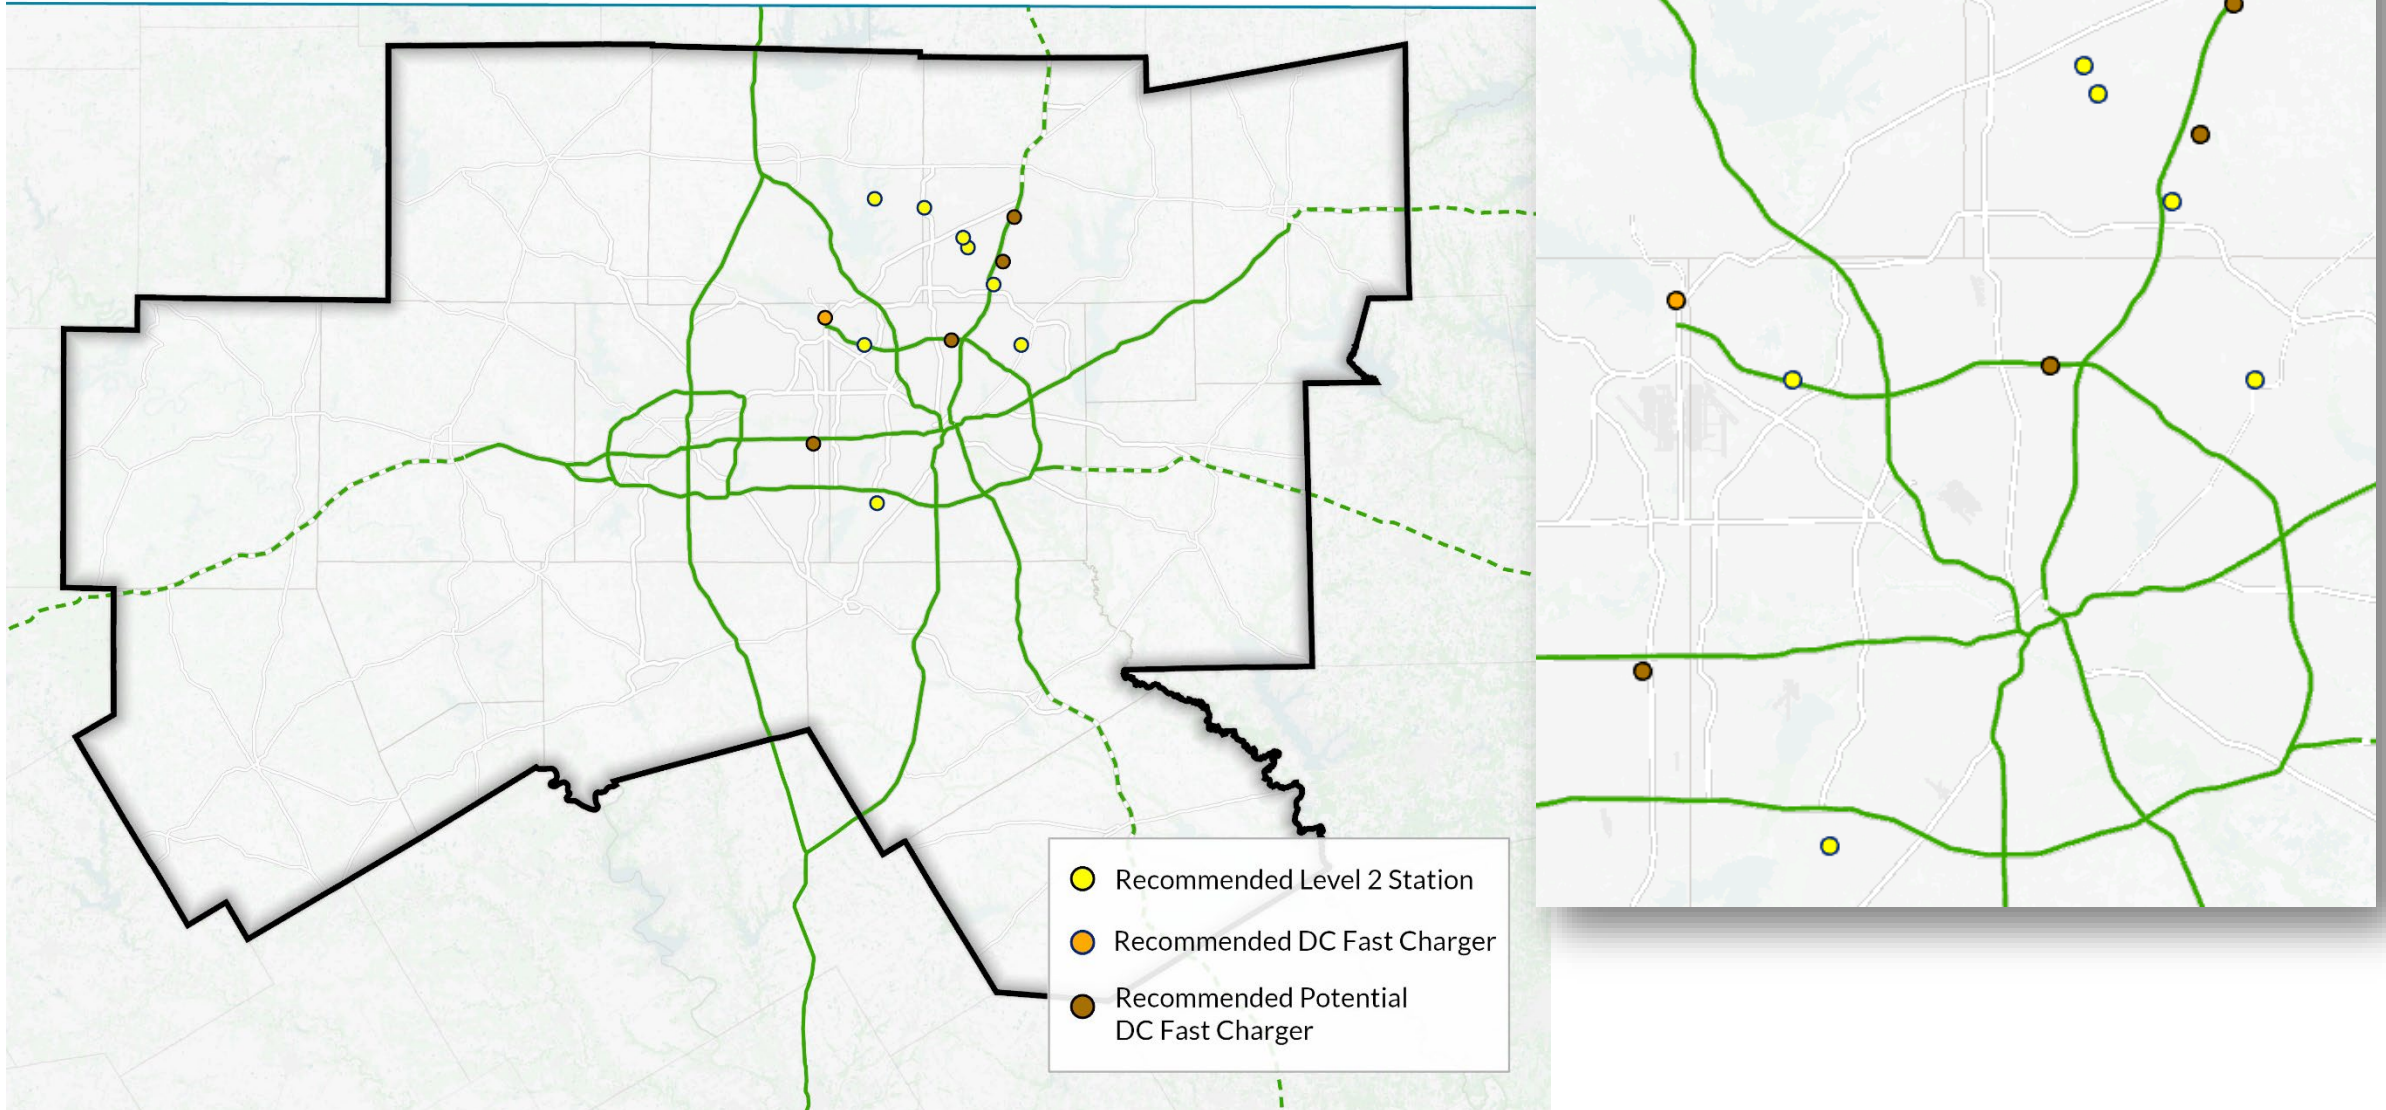 Recommended Level 2 Station
Recommended DC Fast Charger
Recommended Potential
DC Fast Charger